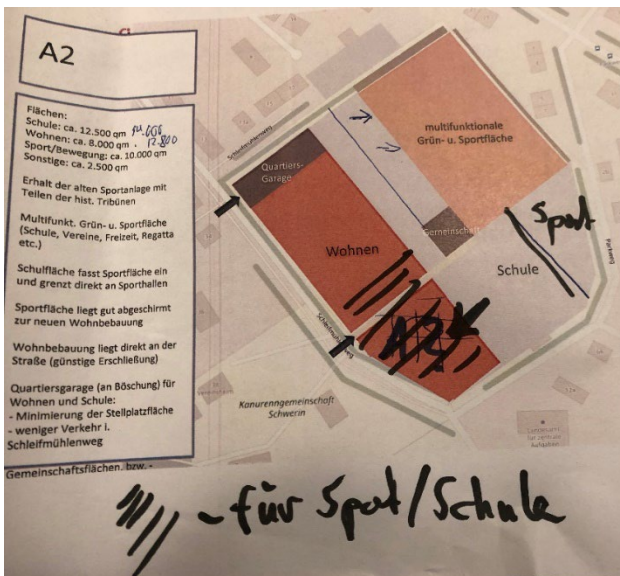 A2
Flächen:
Schule: ca. 12.500 qm
Wohnen: ca. 8.000 qm . 12.800
Sport/Bewegung: ca. 10.000 qm
Sonstige: ca. 2.500 qm
Erhalt der alten Sportanlage mit
Teilen der hist. Tribünen
Multifunkt. Grün- u. Sportfläche
(Schule, Vereine, Freizeit, Regatta
etc.)
Schulfläche fasst Sportfläche ein
und grenzt direkt an Sporthallen
Sportfläche liegt gut abgeschirmt
zur neuen Wohnbebauung
Wohnbebauung liegt direkt an der
Straße (günstige Erschließung)
Quartiersgarage (an Böschung) für
Wohnen und Schule:
- Minimierung der Stellplatzfläche
- weniger Verkehr i.
Schleifmühlenweg
Gemeinschaftsflächen, bzw. -
Schleifmühlenweg
multifunktionale
Grün- u. Sportfläche
Quartiers-
Garage
Gemeinschaft
Sport
Wohnen
Schule
Parkweg
Schleifmühlenweg
Kanurenngemeinschaft
Schwerin
- für Spot/Schule